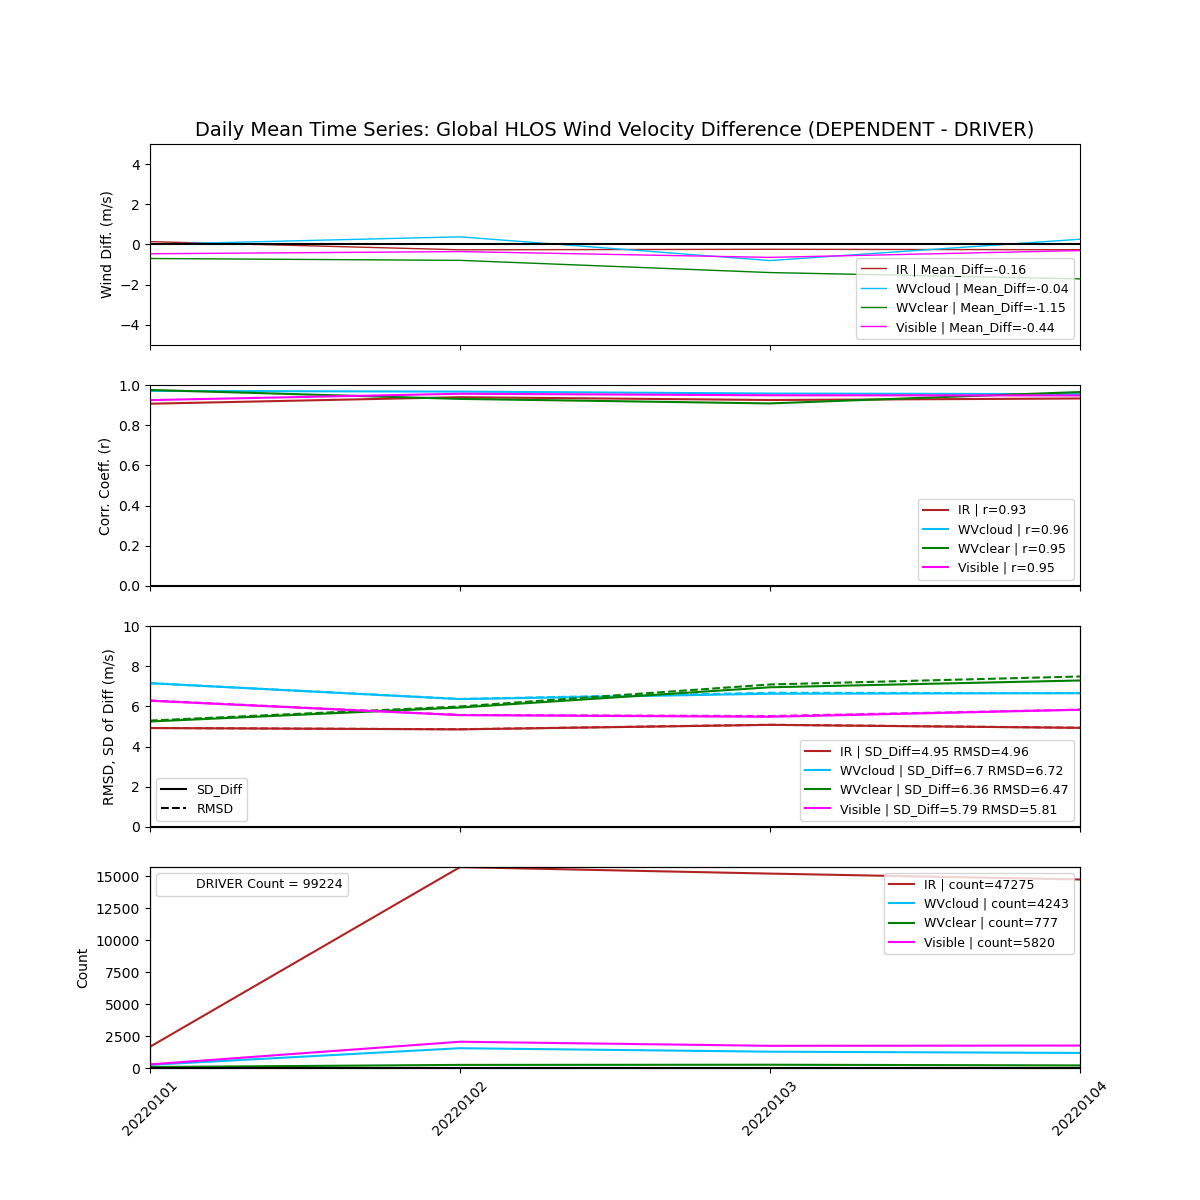 Daily Mean Time Series: Global HLOS Wind Velocity Difference (DEPENDENT - DRIVER)
Wind Diff. (m/s)
4
2
0
−2
−4
IR | Mean_Diff=-0.16
WVcloud | Mean_Diff=-0.04
WVclear | Mean_Diff=-1.15
Visible | Mean_Diff=-0.44
Corr. Coeff. (r)
1.0
0.8
0.6
0.4
0.2
0.0
IR | r=0.93
WVcloud | r=0.96
WVclear | r=0.95
Visible | r=0.95
RMSD, SD of Diff (m/s)
10
8
6
4
2
0
SD_Diff
RMSD
IR | SD_Diff=4.95 RMSD=4.96
WVcloud | SD_Diff=6.7 RMSD=6.72
WVclear | SD_Diff=6.36 RMSD=6.47
Visible | SD_Diff=5.79 RMSD=5.81
Count
15000
12500
10000
7500
5000
2500
0
DRIVER Count = 99224
IR | count=47275
WVcloud | count=4243
WVclear | count=777
Visible | count=5820
20220101
20220102
20220103
20220104